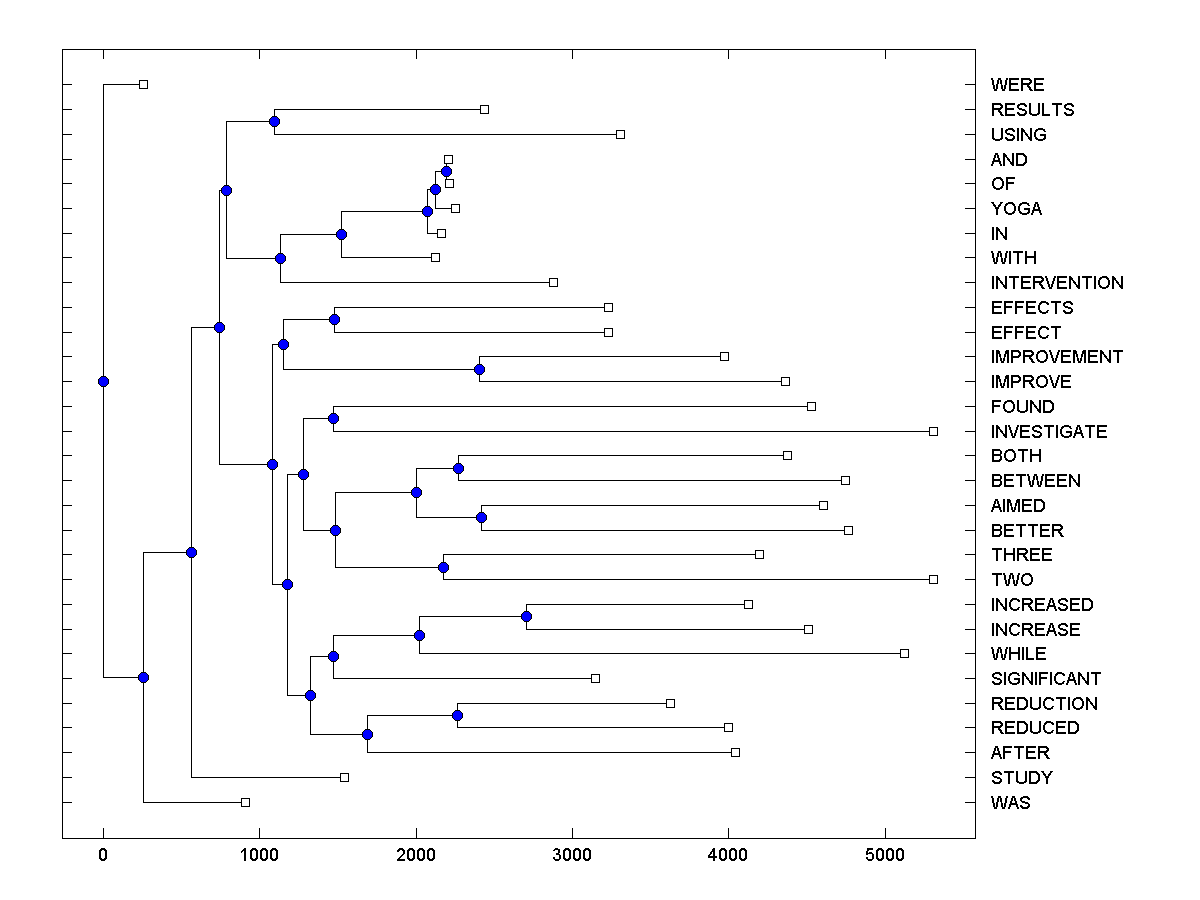 WERE
RESULTS
USING
AND
OF
YOGA
IN
WITH
INTERVENTION
EFFECTS
EFFECT
IMPROVEMENT
IMPROVE
FOUND
INVESTIGATE
BOTH
BETWEEN
AIMED
BETTER
THREE
TWO
INCREASED
INCREASE
WHILE
SIGNIFICANT
REDUCTION
REDUCED
AFTER
STUDY
WAS
0 1000 2000 3000 4000 5000